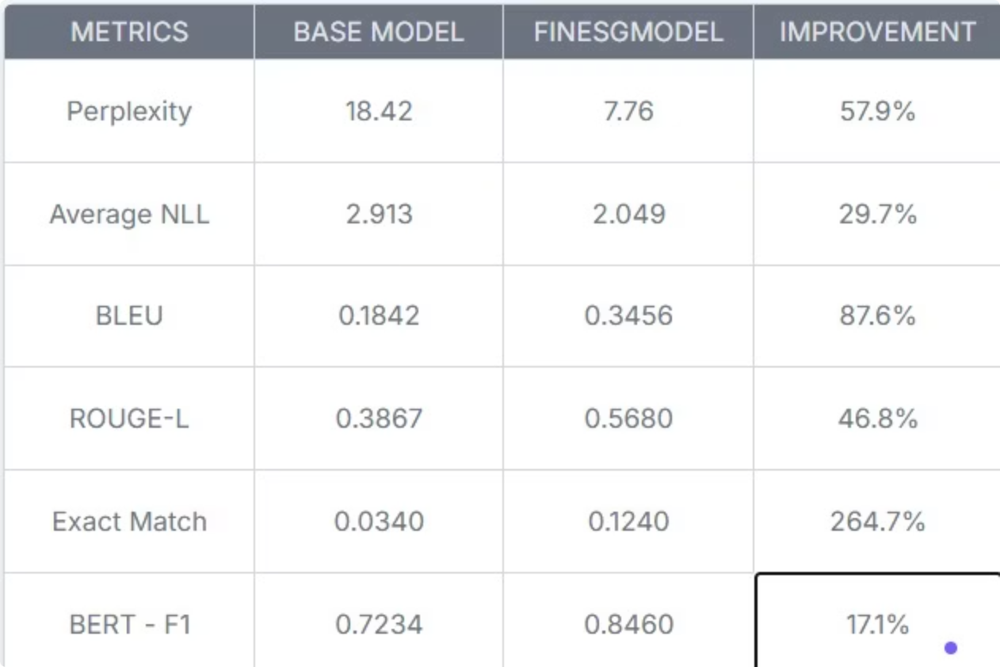 METRICS BASE MODEL FINESGMODEL IMPROVEMENT
Perplexity 18.42 7.76 57.9%
Average NLL 2.913 2.049 29.7%
BLEU 0.1842 0.3456 87.6%
ROUGE-L 0.3867 0.5680 46.8%
Exact Match 0.0340 0.1240 264.7%
BERT - F1 0.7234 0.8460 17.1%